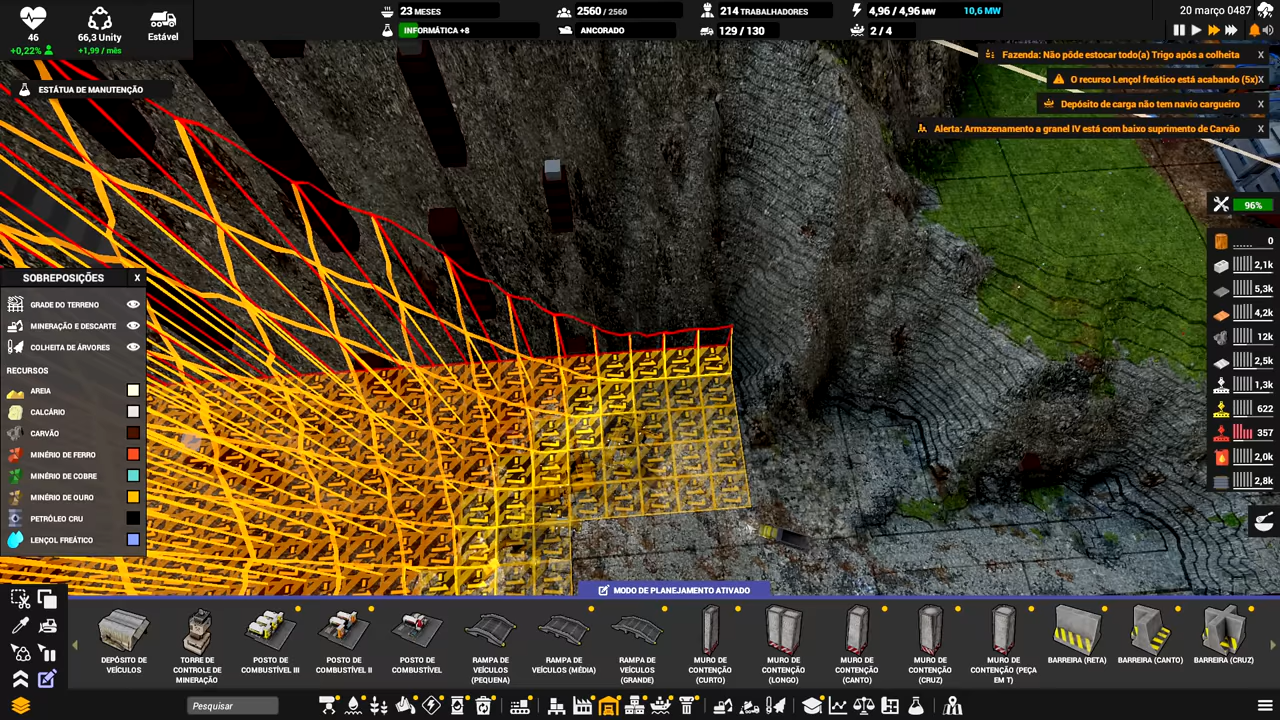 46
+0,22%
66,3 Unity
+1,99 / mês
Estável
23 MESES
INFORMÁTICA +8
2560 / 2560
ANCORADO
214 TRABALHADORES
129 / 130
4,96 / 4,96 MW
10,6 MW
2 / 4
20 março 0487
Fazenda: Não pôde estocar todo(a) Trigo após a colheita X
O recurso Lençol freático está acabando (5x) X
Depósito de carga não tem navio cargueiro X
Alerta: Armazenamento a granel IV está com baixo suprimento de Carvão X
ESTÁTUA DE MANUTENÇÃO
96%
0
2,1k
5,3k
4,2k
12k
2,5k
1,3k
622
357
2,0k
2,8k
SOBREPOSIÇÕES X
GRADE DO TERRENO
MINERAÇÃO E DESCARTE
COLHEITA DE ÁRVORES
RECURSOS
AREIA
CALCÁRIO
CARVÃO
MINÉRIO DE FERRO
MINÉRIO DE COBRE
MINÉRIO DE OURO
PETRÓLEO CRU
LENÇOL FREÁTICO
MODO DE PLANEJAMENTO ATIVADO
DEPÓSITO DE
VEÍCULOS
TORRE DE
CONTROLE DE
MINERAÇÃO
POSTO DE
COMBUSTÍVEL III
POSTO DE
COMBUSTÍVEL II
POSTO DE
COMBUSTÍVEL
RAMPA DE
VEÍCULOS
(PEQUENA)
RAMPA DE
VEÍCULOS (MÉDIA)
RAMPA DE
VEÍCULOS
(GRANDE)
MURO DE
CONTENÇÃO
(CURTO)
MURO DE
CONTENÇÃO
(LONGO)
MURO DE
CONTENÇÃO
(CANTO)
MURO DE
CONTENÇÃO
(CRUZ)
MURO DE
CONTENÇÃO (PEÇA
EM T)
BARREIRA (RETA)
BARREIRA (CANTO)
BARREIRA (CRUZ)
Pesquisar